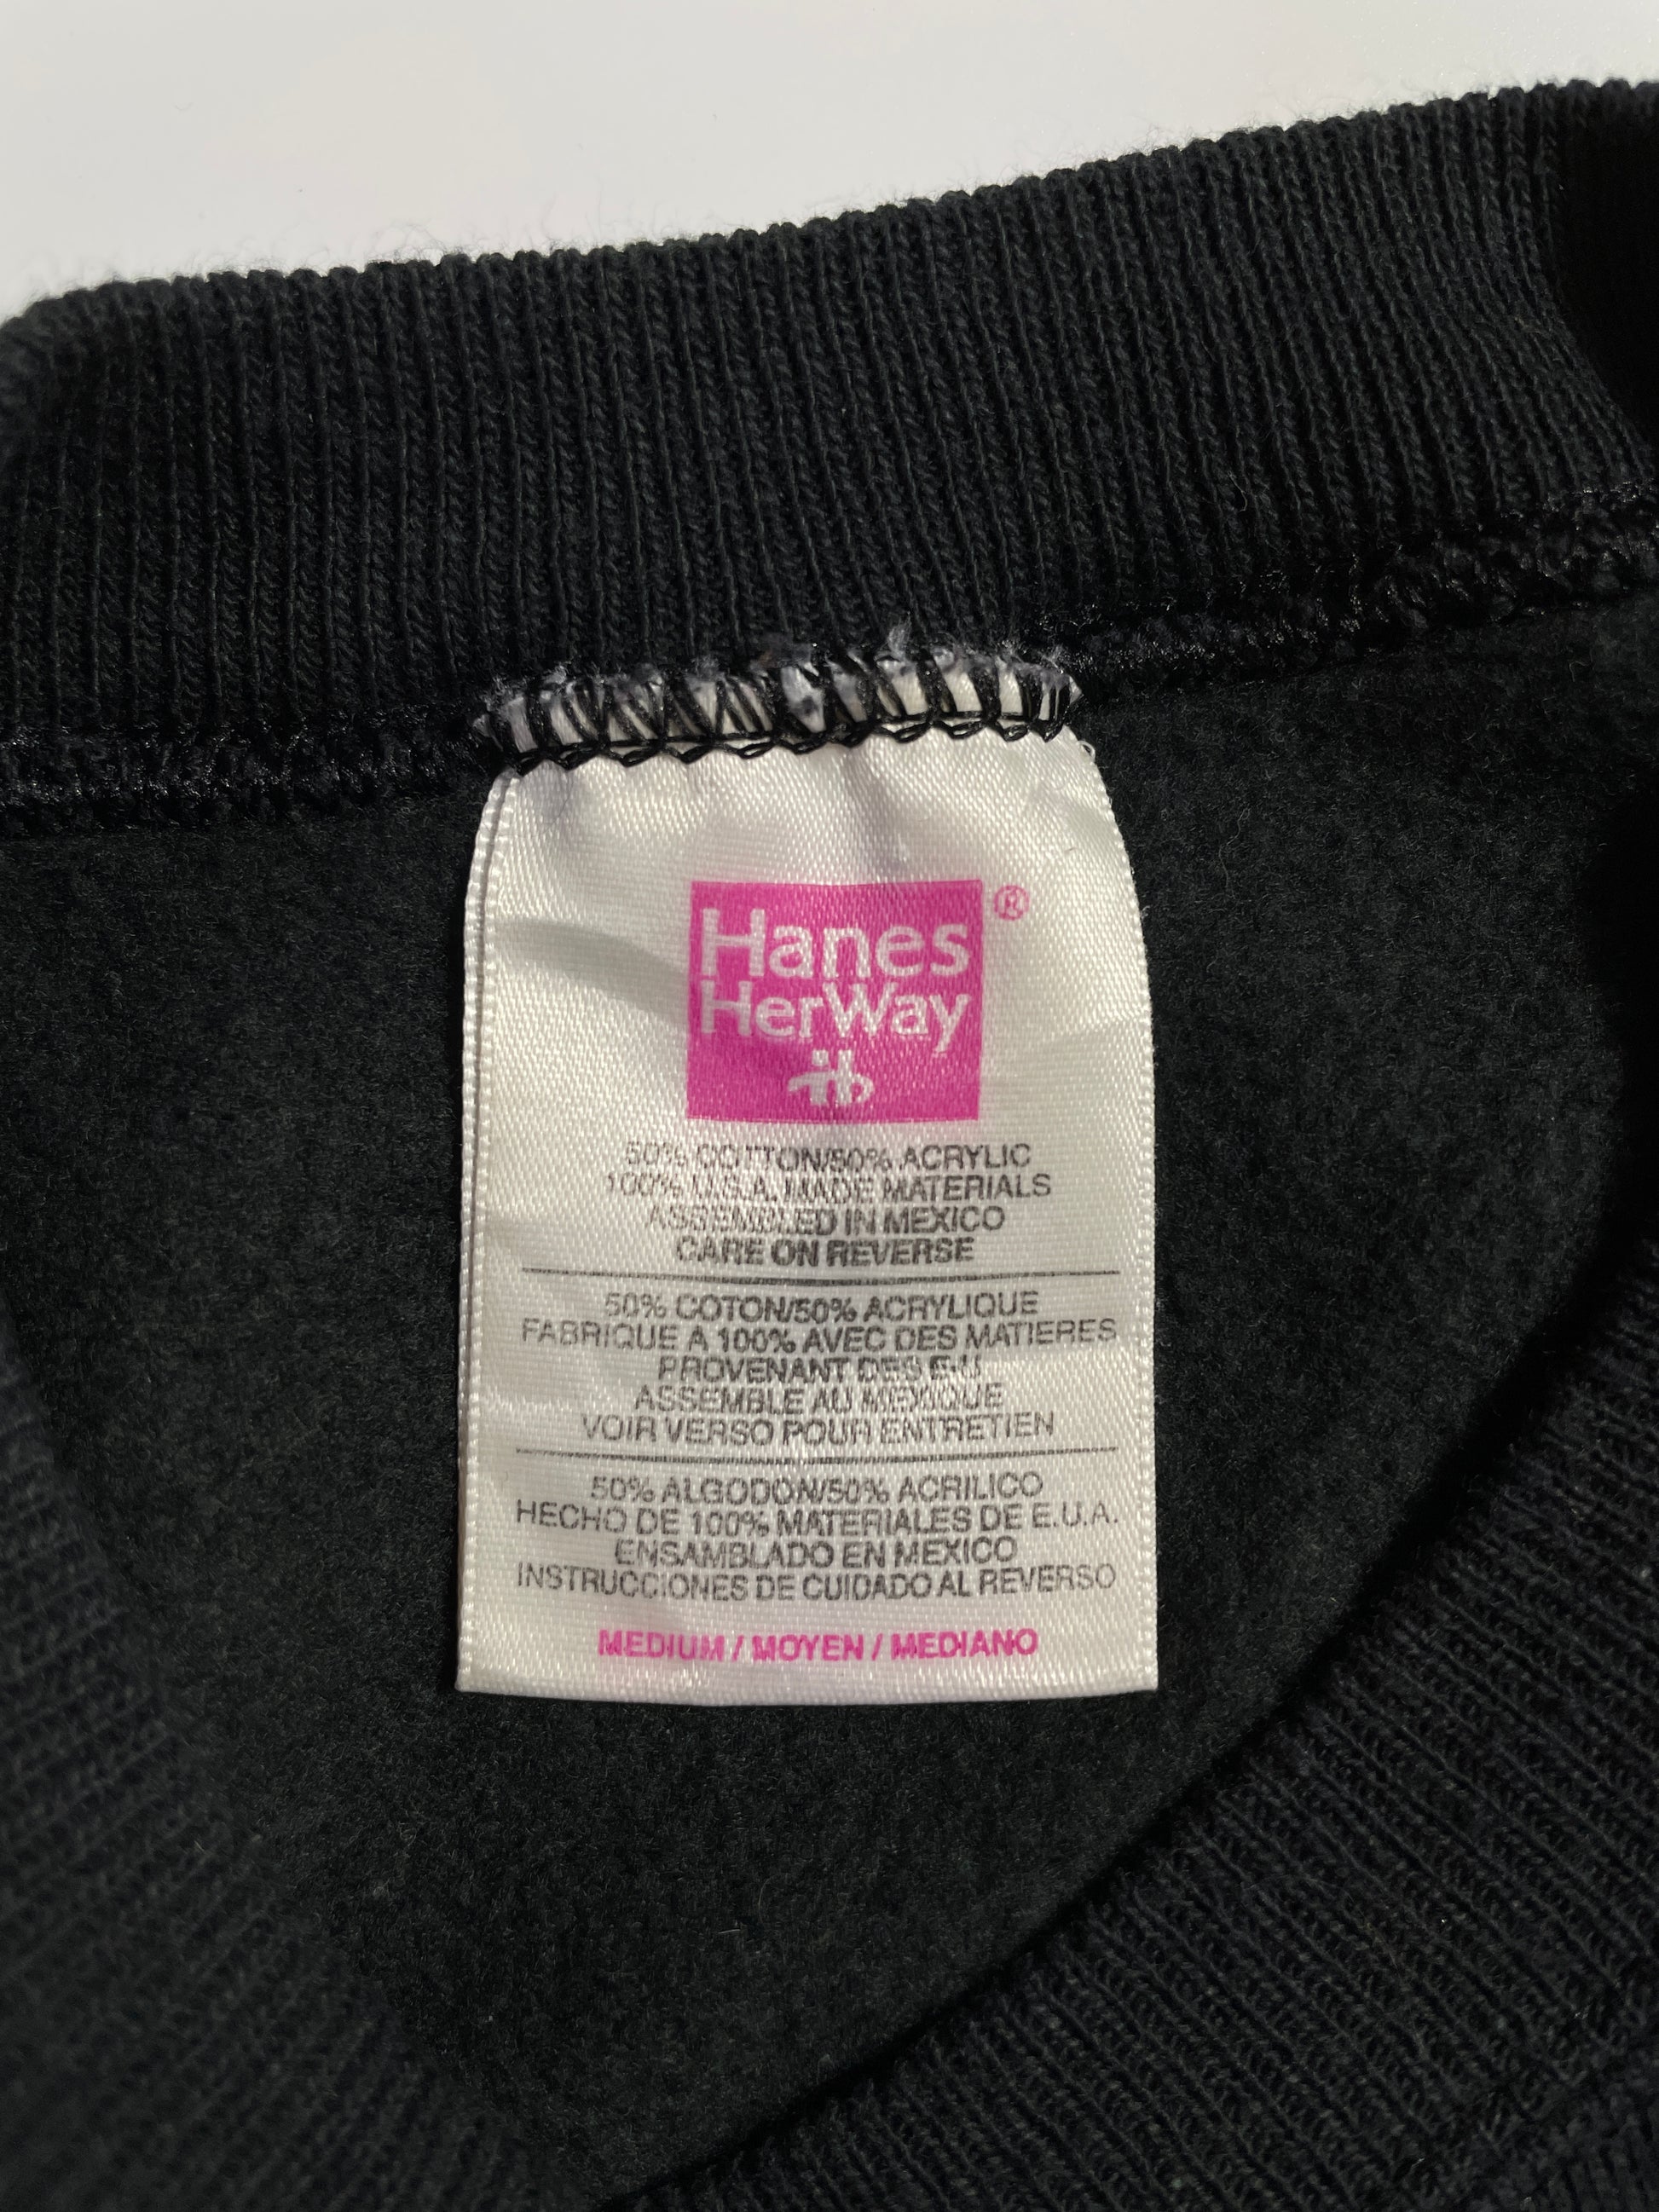 Hanes
HerWay
®
50% COTTON/50% ACRYLIC
100% U.S.A. MADE MATERIALS
ASSEMBLED IN MEXICO
CARE ON REVERSE
50% COTON/50% ACRYLIQUE
FABRIQUE A 100% AVEC DES MATIERES
PROVENANT DES E-U
ASSEMBLE AU MEXIQUE
VOIR VERSO POUR ENTRETIEN
50% ALGODON/50% ACRILICO
HECHO DE 100% MATERIALES DE E.U.A.
ENSAMBLADO EN MEXICO
INSTRUCCIONES DE CUIDADO AL REVERSO
MEDIUM / MOYEN / MEDIANO